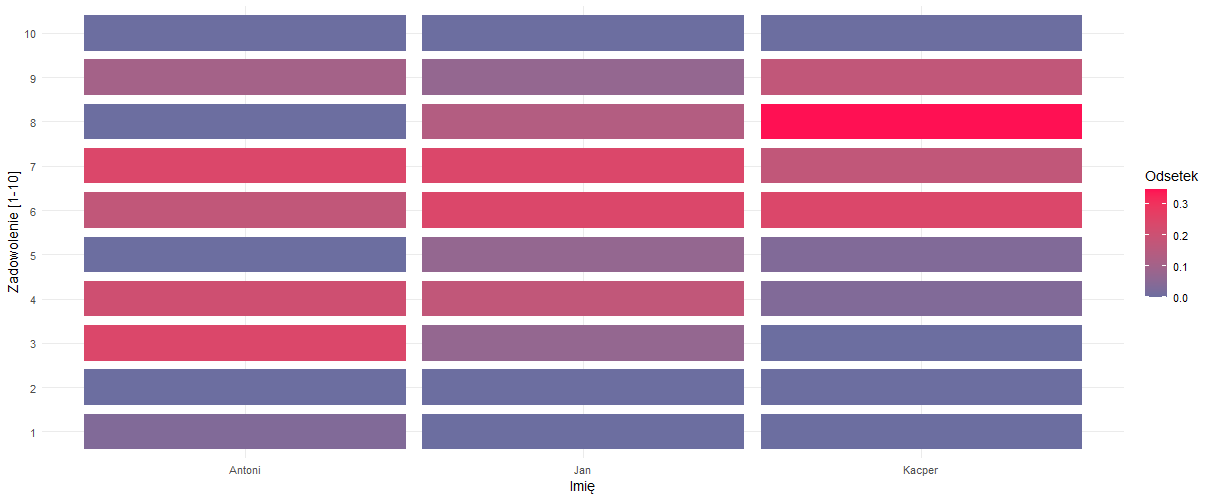 Zadowolenie [1-10]
10
9
8
7
6
5
4
3
2
1
Antoni
Jan
Kacper
Imię
Odsetek
0.3
0.2
0.1
0.0